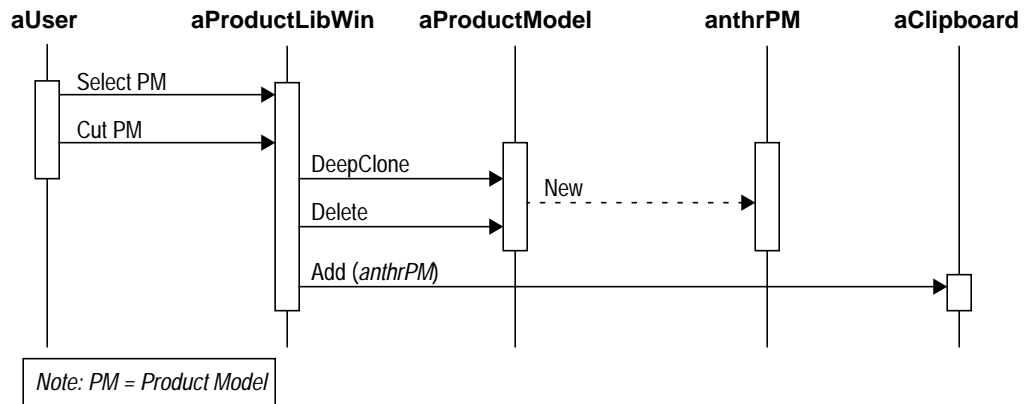 aUser aProductLibWin aProductModel anthrPM aClipboard
Select PM
Cut PM
DeepClone
New
Delete
Add (anthrPM)
Note: PM = Product Model